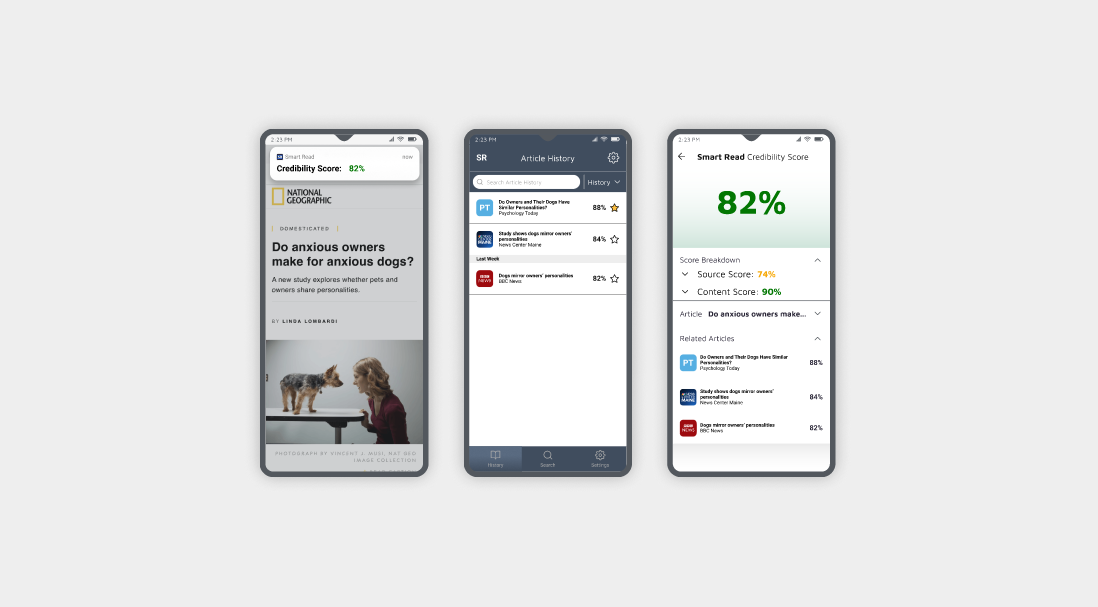 2:23 PM
Smart Read
now
Credibility Score: 82%
NATIONAL
GEOGRAPHIC
DOMESTICATED
Do anxious owners
make for anxious dogs?
A new study explores whether pets and
owners share personalities.
BY LINDA LOMBARDI
PHOTOGRAPH BY VINCENT J. MUSI, NAT GEO
IMAGE COLLECTION
2:23 PM
SR
Article History
Search Article History
History
PT
Do Owners and Their Dogs Have
Similar Personalities?
Psychology Today
88%
Study shows dogs mirror owners'
personalities
News Center Maine
84%
Last Week
BBC
NEWS
Dogs mirror owners' personalities
BBC News
82%
History
Search
Settings
2:23 PM
Smart Read Credibility Score
82%
Score Breakdown
Source Score: 74%
Content Score: 90%
Article Do anxious owners make...
Related Articles
PT
Do Owners and Their Dogs Have Similar
Personalities?
Psychology Today
88%
Study shows dogs mirror owners'
personalities
News Center Maine
84%
BBC
NEWS
Dogs mirror owners' personalities
BBC News
82%